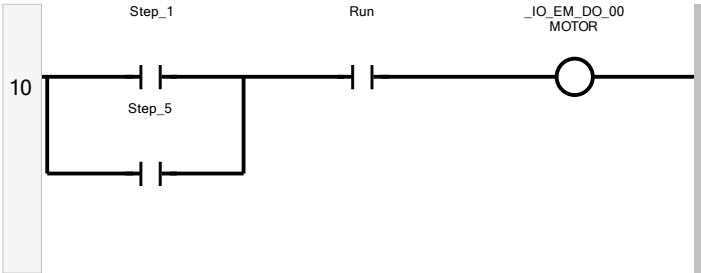 Step_1
Run
_IO_EM_DO_00
MOTOR
10
Step_5